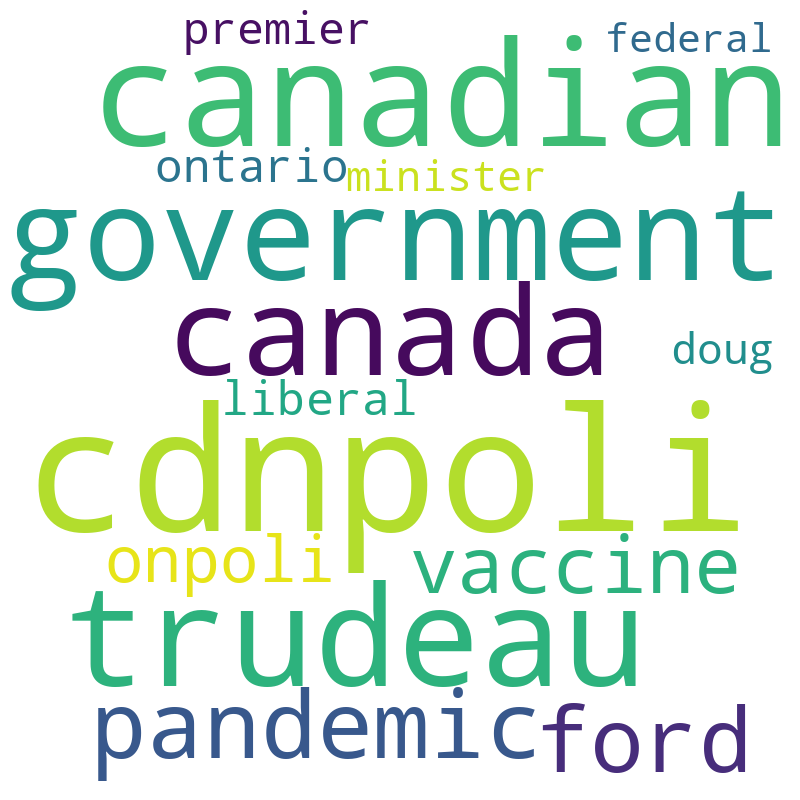 premier
federal
canadian
ontario
minister
government
canada
doug
liberal
cdnpoli
onpoli
vaccine
trudeau
pandemic
ford